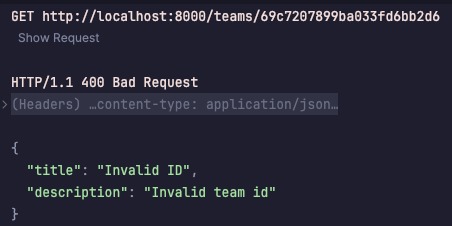 GET http://localhost:8000/teams/69c7207899ba033fd6bb2d6
Show Request
HTTP/1.1 400 Bad Request
(Headers) …content-type: application/json…
{
"title": "Invalid ID",
"description": "Invalid team id"
}